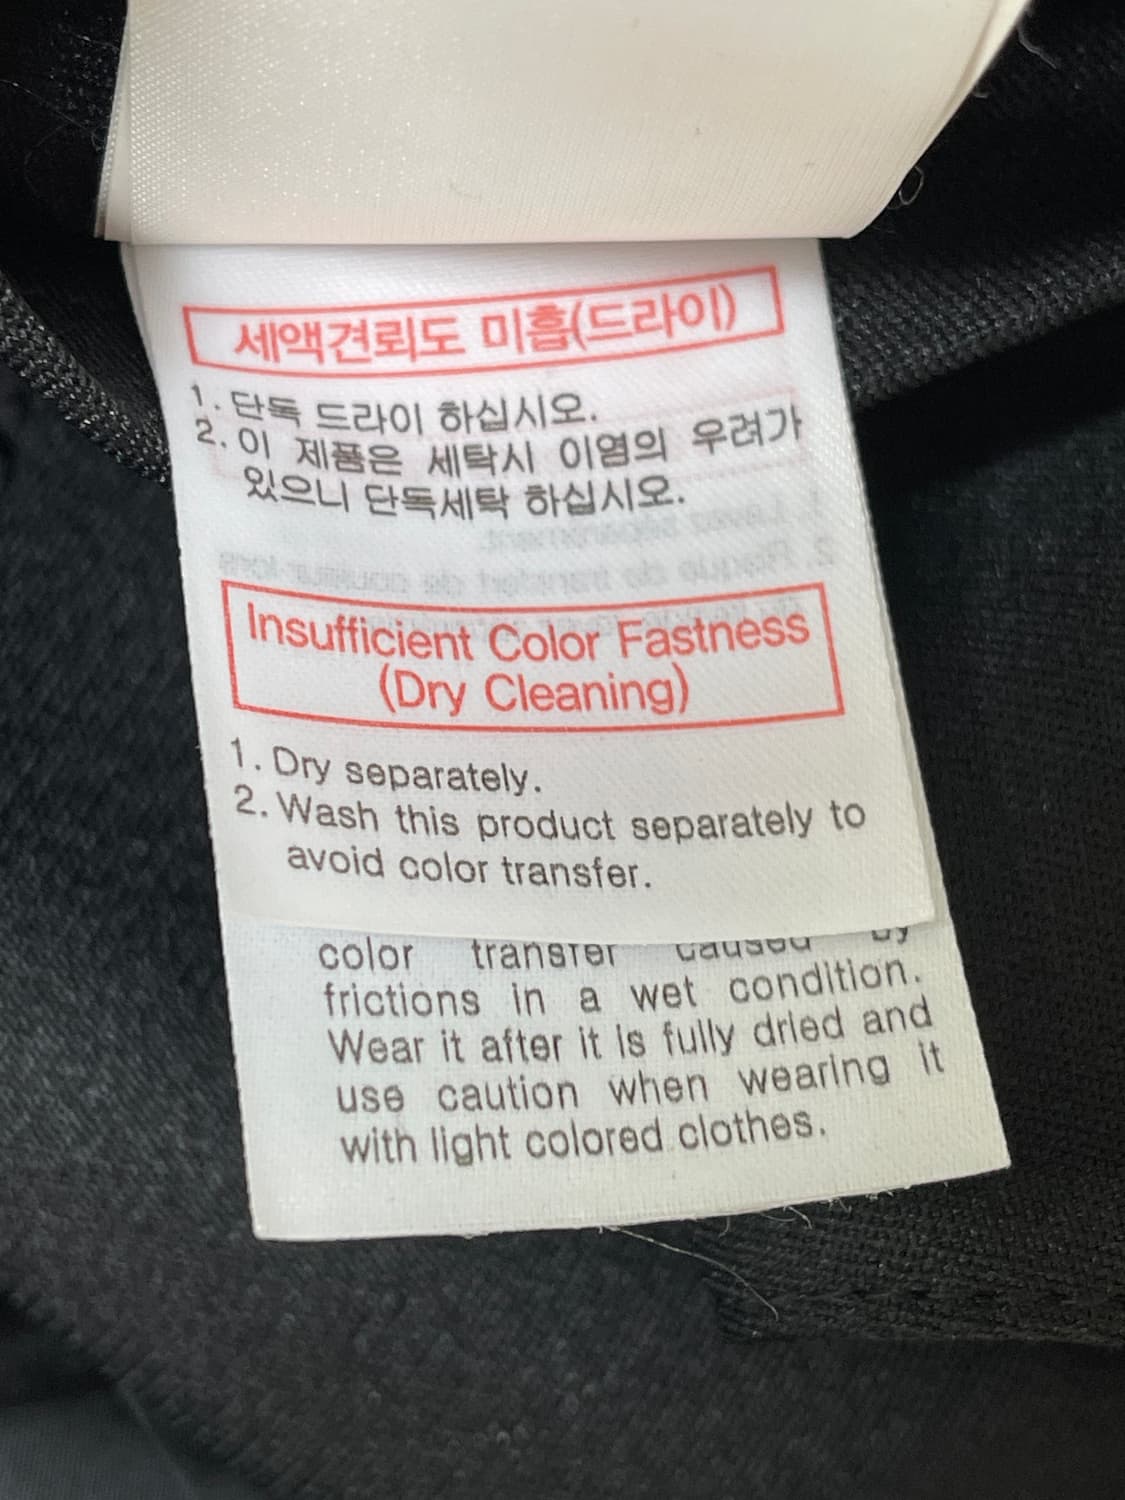 세액견뢰도 미흡(드라이)
1. 단독 드라이 하십시오.
2. 이 제품은 세탁시 이염의 우려가
있으니 단독세탁 하십시오.
Insufficient Color Fastness
(Dry Cleaning)
1. Dry separately.
2. Wash this product separately to
avoid color transfer.
color transfer caused by
frictions in a wet condition.
Wear it after it is fully dried and
use caution when wearing it
with light colored clothes.